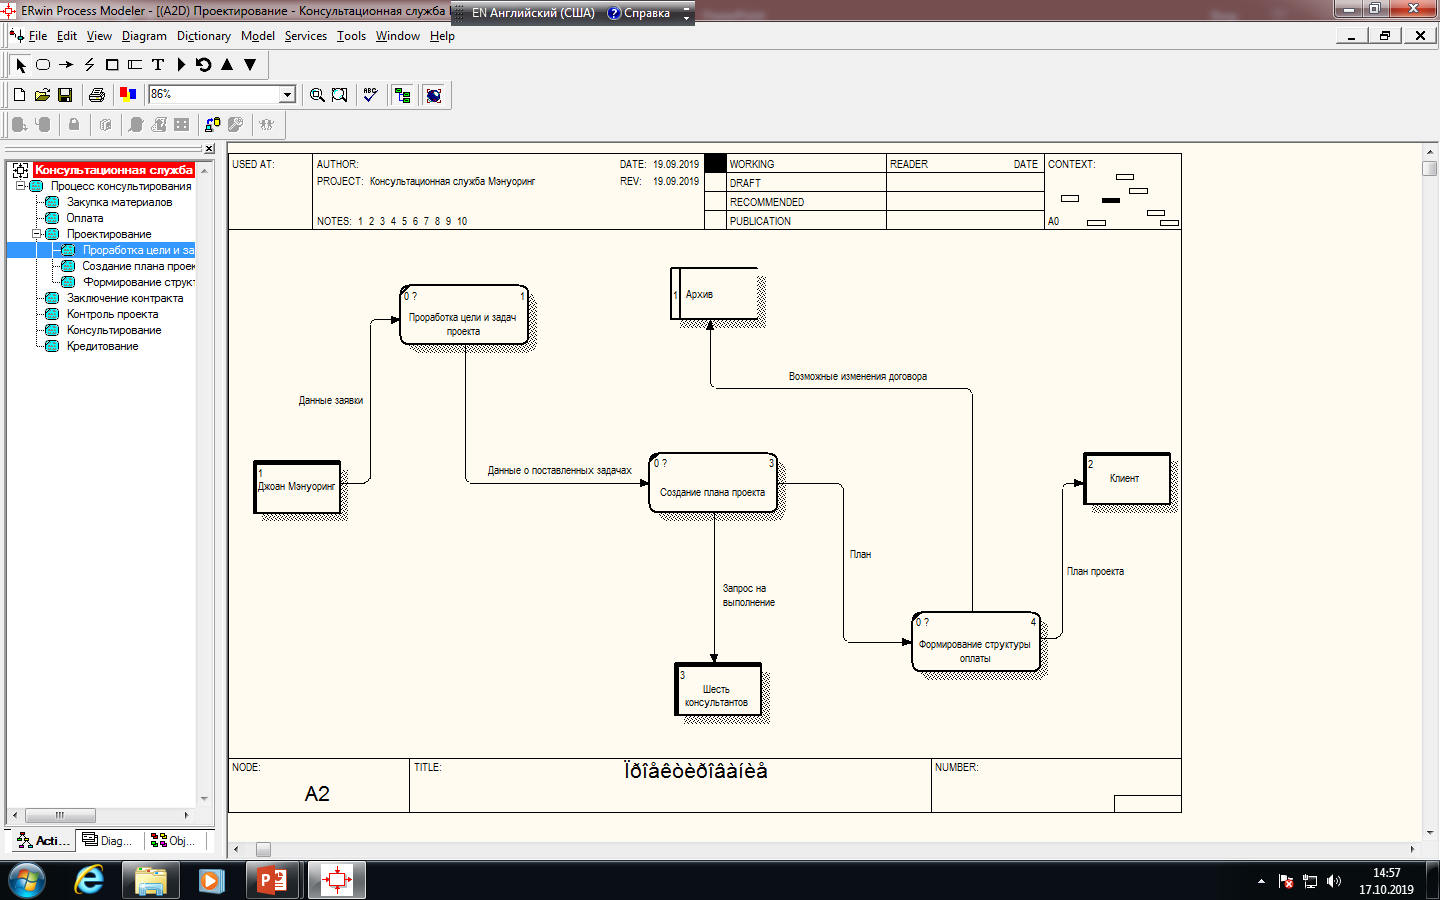 ERwin Process Modeler - [(A2D) Проектирование - Консультационная служба
EN Английский (США) Справка
File Edit View Diagram Dictionary Model Services Tools Window Help
86%
ABC
Консультационная служба
Процесс консультирования
Закупка материалов
Оплата
Проектирование
Проработка цели и за
Создание плана проек
Формирование структ
Заключение контракта
Контроль проекта
Консультирование
Кредитование
Acti... Diag... Obj...
USED AT: AUTHOR: DATE: 19.09.2019 WORKING READER DATE CONTEXT:
PROJECT: Консультационная служба Мэнуоринг REV: 19.09.2019 DRAFT
RECOMMENDED
NOTES: 1 2 3 4 5 6 7 8 9 10 PUBLICATION A0
0 ? 1
Проработка цели и задач
проекта
1 Архив
Возможные изменения договора
Данные заявки
1
Джоан Мэнуоринг
Данные о поставленных задачах
0 ? 3
Создание плана проекта
2
Клиент
План
План проекта
Запрос на
выполнение
0 ? 4
Формирование структуры
оплаты
3
Шесть
консультантов
NODE: TITLE: Ïðîåêòèðîâàíèå NUMBER:
A2
14:57
17.10.2019